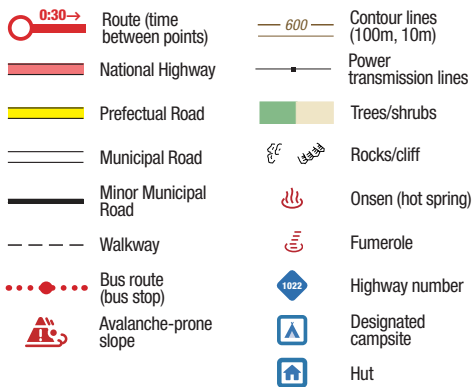 0:30→
Route (time
between points)
National Highway
Prefectual Road
Municipal Road
Minor Municipal
Road
Walkway
Bus route
(bus stop)
Avalanche-prone
slope
600
Contour lines
(100m, 10m)
Power
transmission lines
Trees/shrubs
Rocks/cliff
Onsen (hot spring)
Fumerole
1022
Highway number
Designated
campsite
Hut